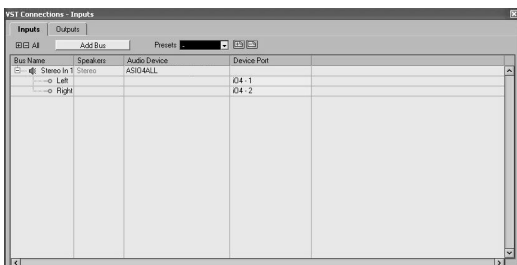 VST Connections - Inputs
Inputs Outputs
All Add Bus Presets -
Bus Name Speakers Audio Device Device Port
Stereo In 1 Stereo ASIO4ALL
Left i04 - 1
Right i04 - 2